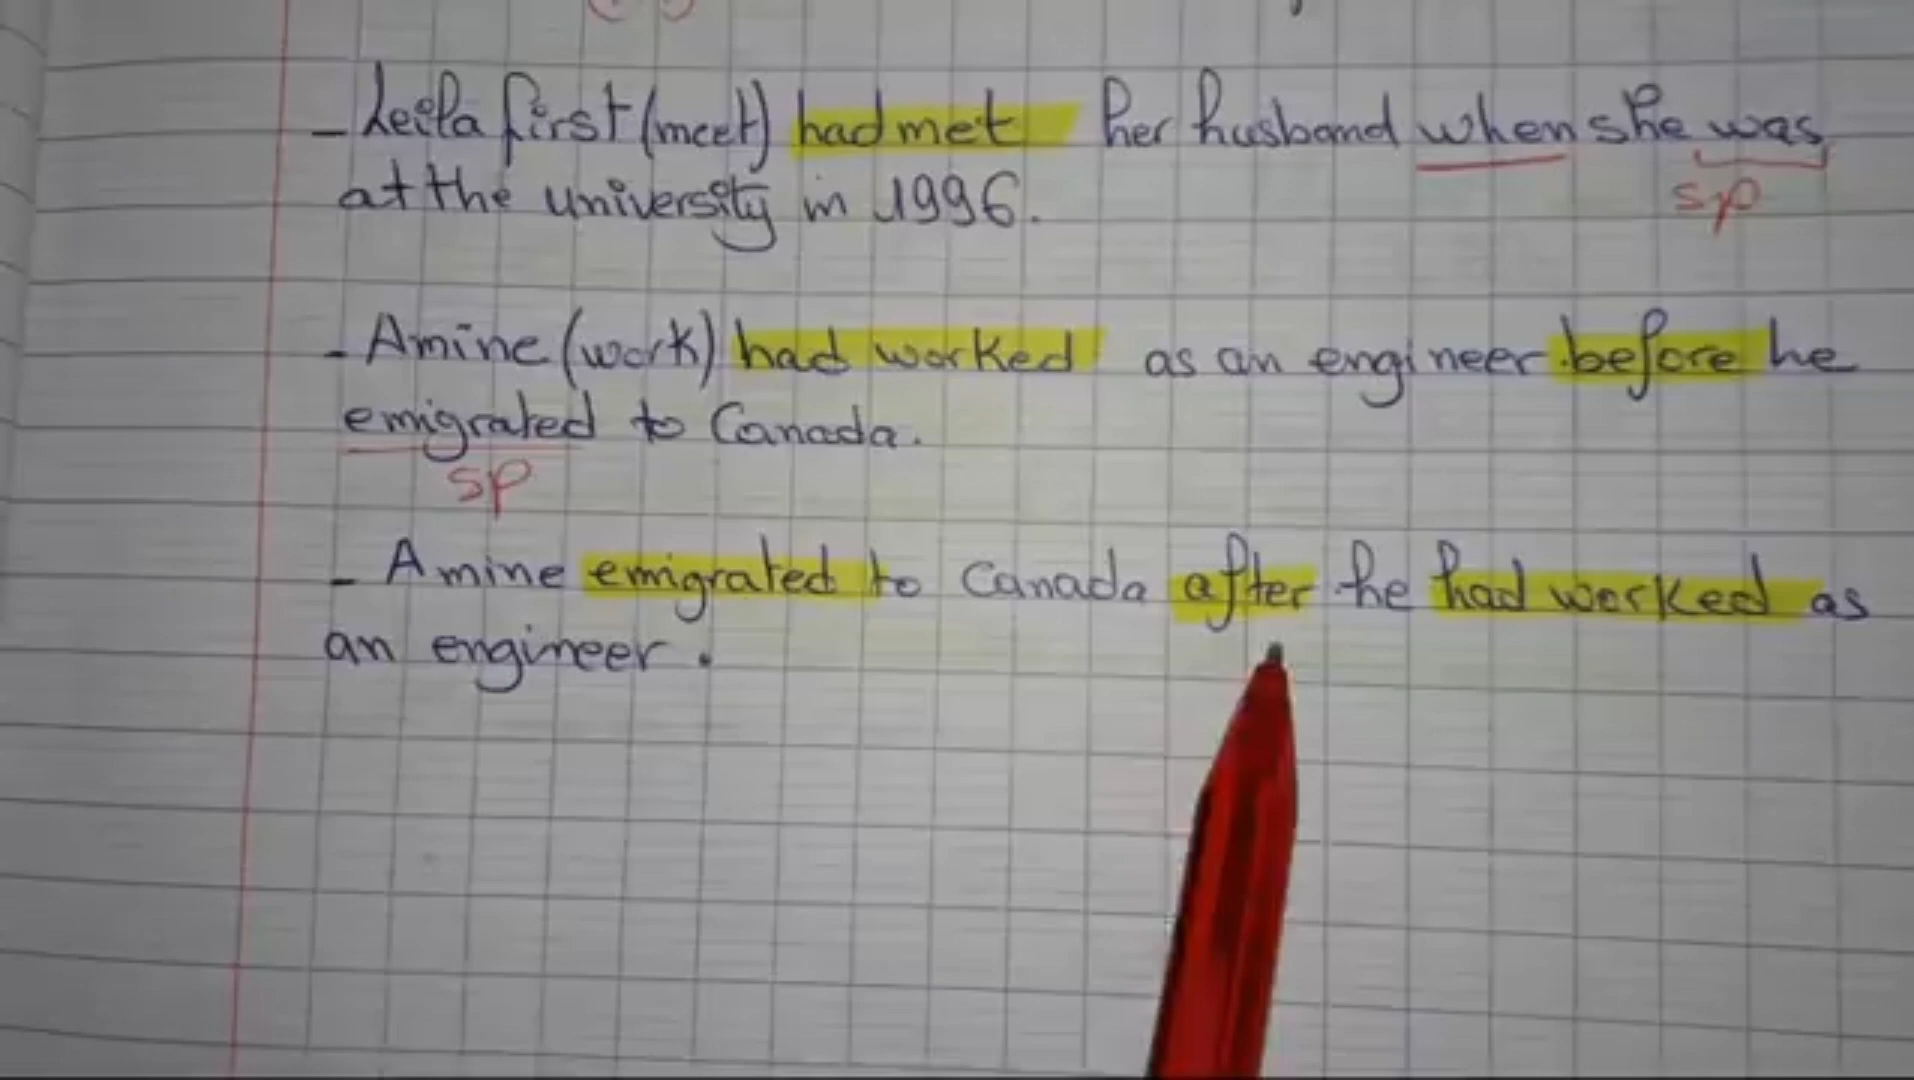 - Leila first (meet) had met her husband when she was
sp
at the university in 1996.
- Amine (work) had worked as an engineer before he
emigrated to Canada.
sp
- Amine emigrated to Canada after he had worked as
an engineer.